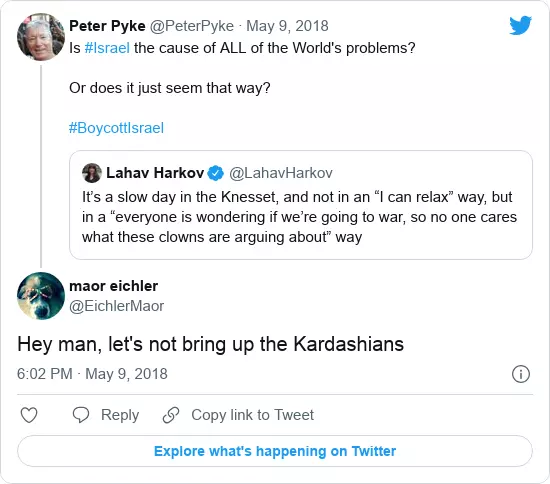 Peter Pyke @PeterPyke · May 9, 2018
Is #Israel the cause of ALL of the World's problems?
Or does it just seem that way?
#BoycottIsrael
Lahav Harkov @LahavHarkov
It’s a slow day in the Knesset, and not in an “I can relax” way, but
in a “everyone is wondering if we’re going to war, so no one cares
what these clowns are arguing about” way
maor eichler
@EichlerMaor
Hey man, let's not bring up the Kardashians
6:02 PM · May 9, 2018
Reply
Copy link to Tweet
Explore what's happening on Twitter